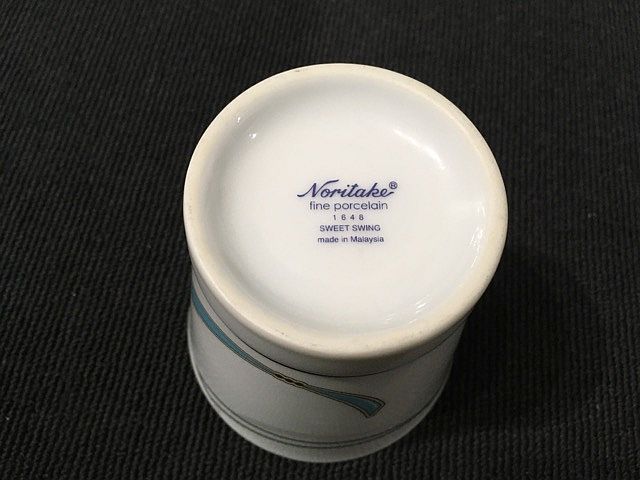 Noritake®
fine porcelain
1648
SWEET SWING
made in Malaysia